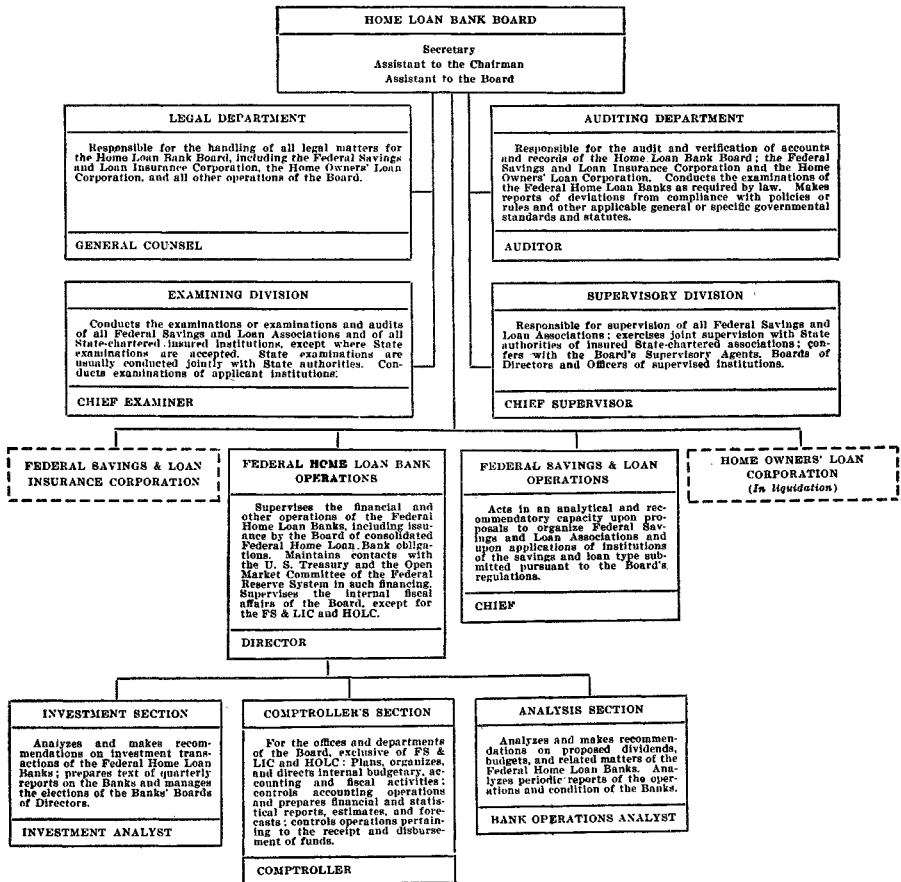 HOME LOAN BANK BOARD
Secretary
Assistant to the Chairman
Assistant to the Board
LEGAL DEPARTMENT
Responsible for the handling of all legal matters for
the Home Loan Bank Board, including the Federal Savings
and Loan Insurance Corporation, the Home Owners' Loan
Corporation, and all other operations of the Board.
GENERAL COUNSEL
AUDITING DEPARTMENT
Responsible for the audit and verification of accounts
and records of the Home Loan Bank Board; the Federal
Savings and Loan Insurance Corporation and the Home
Owners' Loan Corporation. Conducts the examinations of
the Federal Home Loan Banks as required by law. Makes
reports of deviations from compliance with policies or
rules and other applicable general or specific governmental
standards and statutes.
AUDITOR
EXAMINING DIVISION
Conducts the examinations or examinations and audits
of all Federal Savings and Loan Associations and of all
State-chartered insured institutions, except where State
examinations are accepted. State examinations are
usually conducted jointly with State authorities. Con-
ducts examinations of applicant institutions.
CHIEF EXAMINER
SUPERVISORY DIVISION
Responsible for supervision of all Federal Savings and
Loan Associations; exercises joint supervision with State
authorities of insured State-chartered associations; con-
fers with the Board's Supervisory Agents, Boards of
Directors and Officers of supervised institutions.
CHIEF SUPERVISOR
FEDERAL SAVINGS & LOAN
INSURANCE CORPORATION
FEDERAL HOME LOAN BANK
OPERATIONS
Supervises the financial and
other operations of the Federal
Home Loan Banks, including issu-
ance by the Board of consolidated
Federal Home Loan Bank obliga-
tions. Maintains contacts with
the U. S. Treasury and the Open
Market Committee of the Federal
Reserve System in such financing.
Supervises the internal fiscal
affairs of the Board, except for
the FS & LIC and HOLC.
DIRECTOR
FEDERAL SAVINGS & LOAN
OPERATIONS
Acts in an analytical and rec-
ommendatory capacity upon pro-
posals to organize Federal Sav-
ings and Loan Associations and
upon applications of institutions
of the savings and loan type sub-
mitted pursuant to the Board's
regulations.
CHIEF
HOME OWNERS' LOAN
CORPORATION
(In liquidation)
INVESTMENT SECTION
Analyzes and makes recom-
mendations on investment trans-
actions of the Federal Home Loan
Banks; prepares text of quarterly
reports on the Banks and manages
the elections of the Banks' Boards
of Directors.
INVESTMENT ANALYST
COMPTROLLER'S SECTION
For the offices and departments
of the Board, exclusive of FS &
LIC and HOLC: Plans, organizes,
and directs internal budgetary, ac-
counting and fiscal activities;
controls accounting operations
and prepares financial and statis-
tical reports, estimates, and fore-
casts; controls operations pertain-
ing to the receipt and disburse-
ment of funds.
COMPTROLLER
ANALYSIS SECTION
Analyzes and makes recommen-
dations on proposed dividends,
budgets, and related matters of the
Federal Home Loan Banks. Ana-
lyzes periodic reports of the oper-
ations and condition of the Banks.
BANK OPERATIONS ANALYST